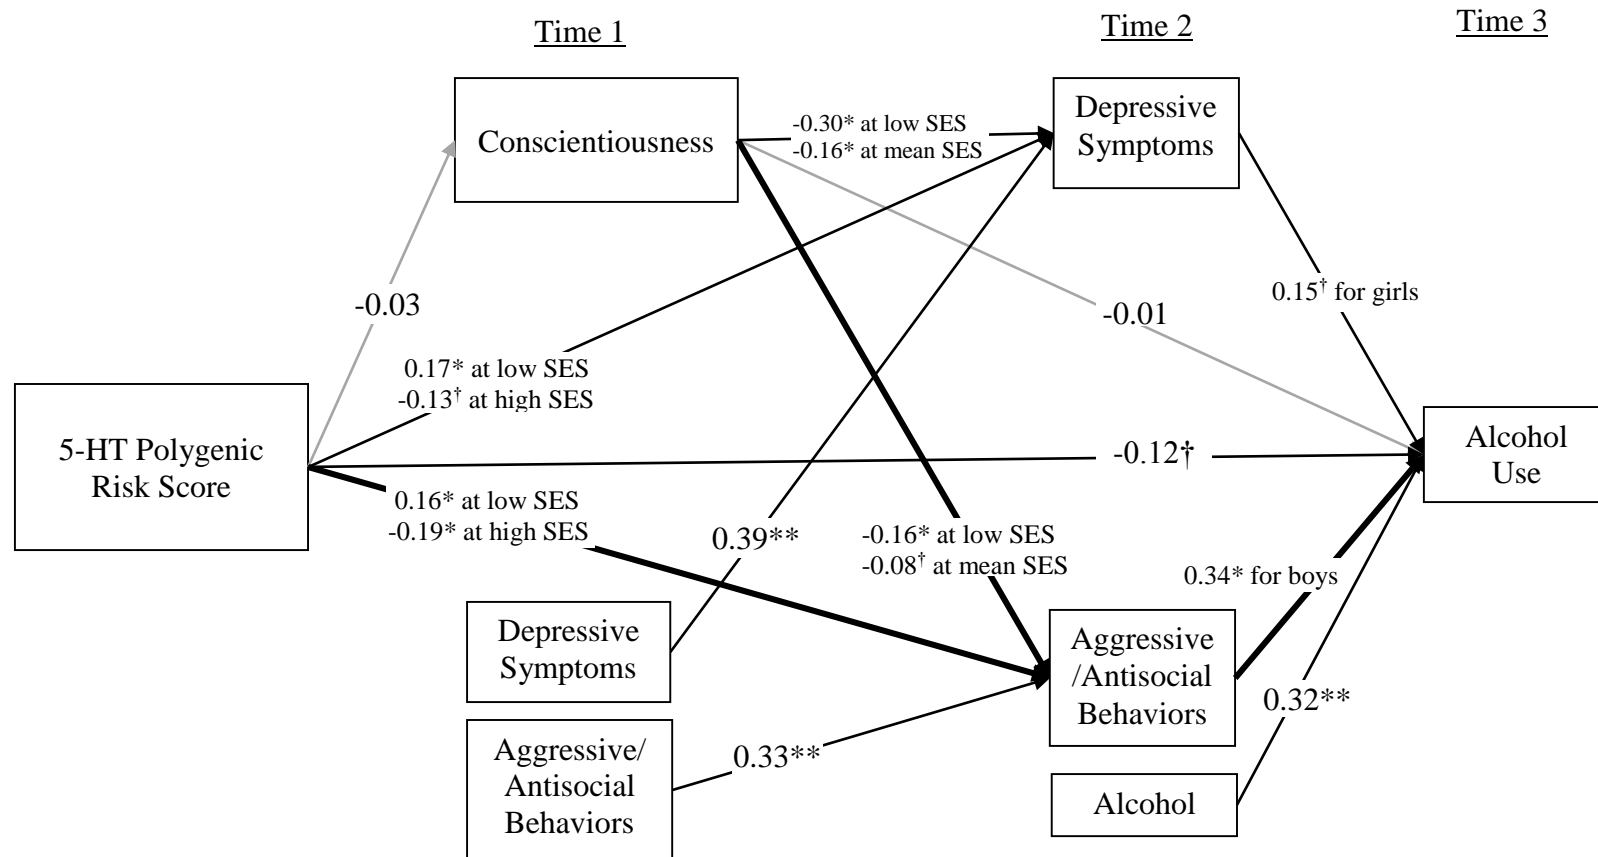 Time 1
Time 2
Time 3
Conscientiousness
-0.30* at low SES
-0.16* at mean SES
Depressive
Symptoms
-0.03
-0.01
0.15† for girls
0.17* at low SES
-0.13† at high SES
5-HT Polygenic
Risk Score
-0.12†
Alcohol
Use
0.16* at low SES
-0.19* at high SES
0.39**
-0.16* at low SES
-0.08† at mean SES
0.34* for boys
Depressive
Symptoms
Aggressive
/Antisocial
Behaviors
0.32**
Aggressive/
Antisocial
Behaviors
0.33**
Alcohol